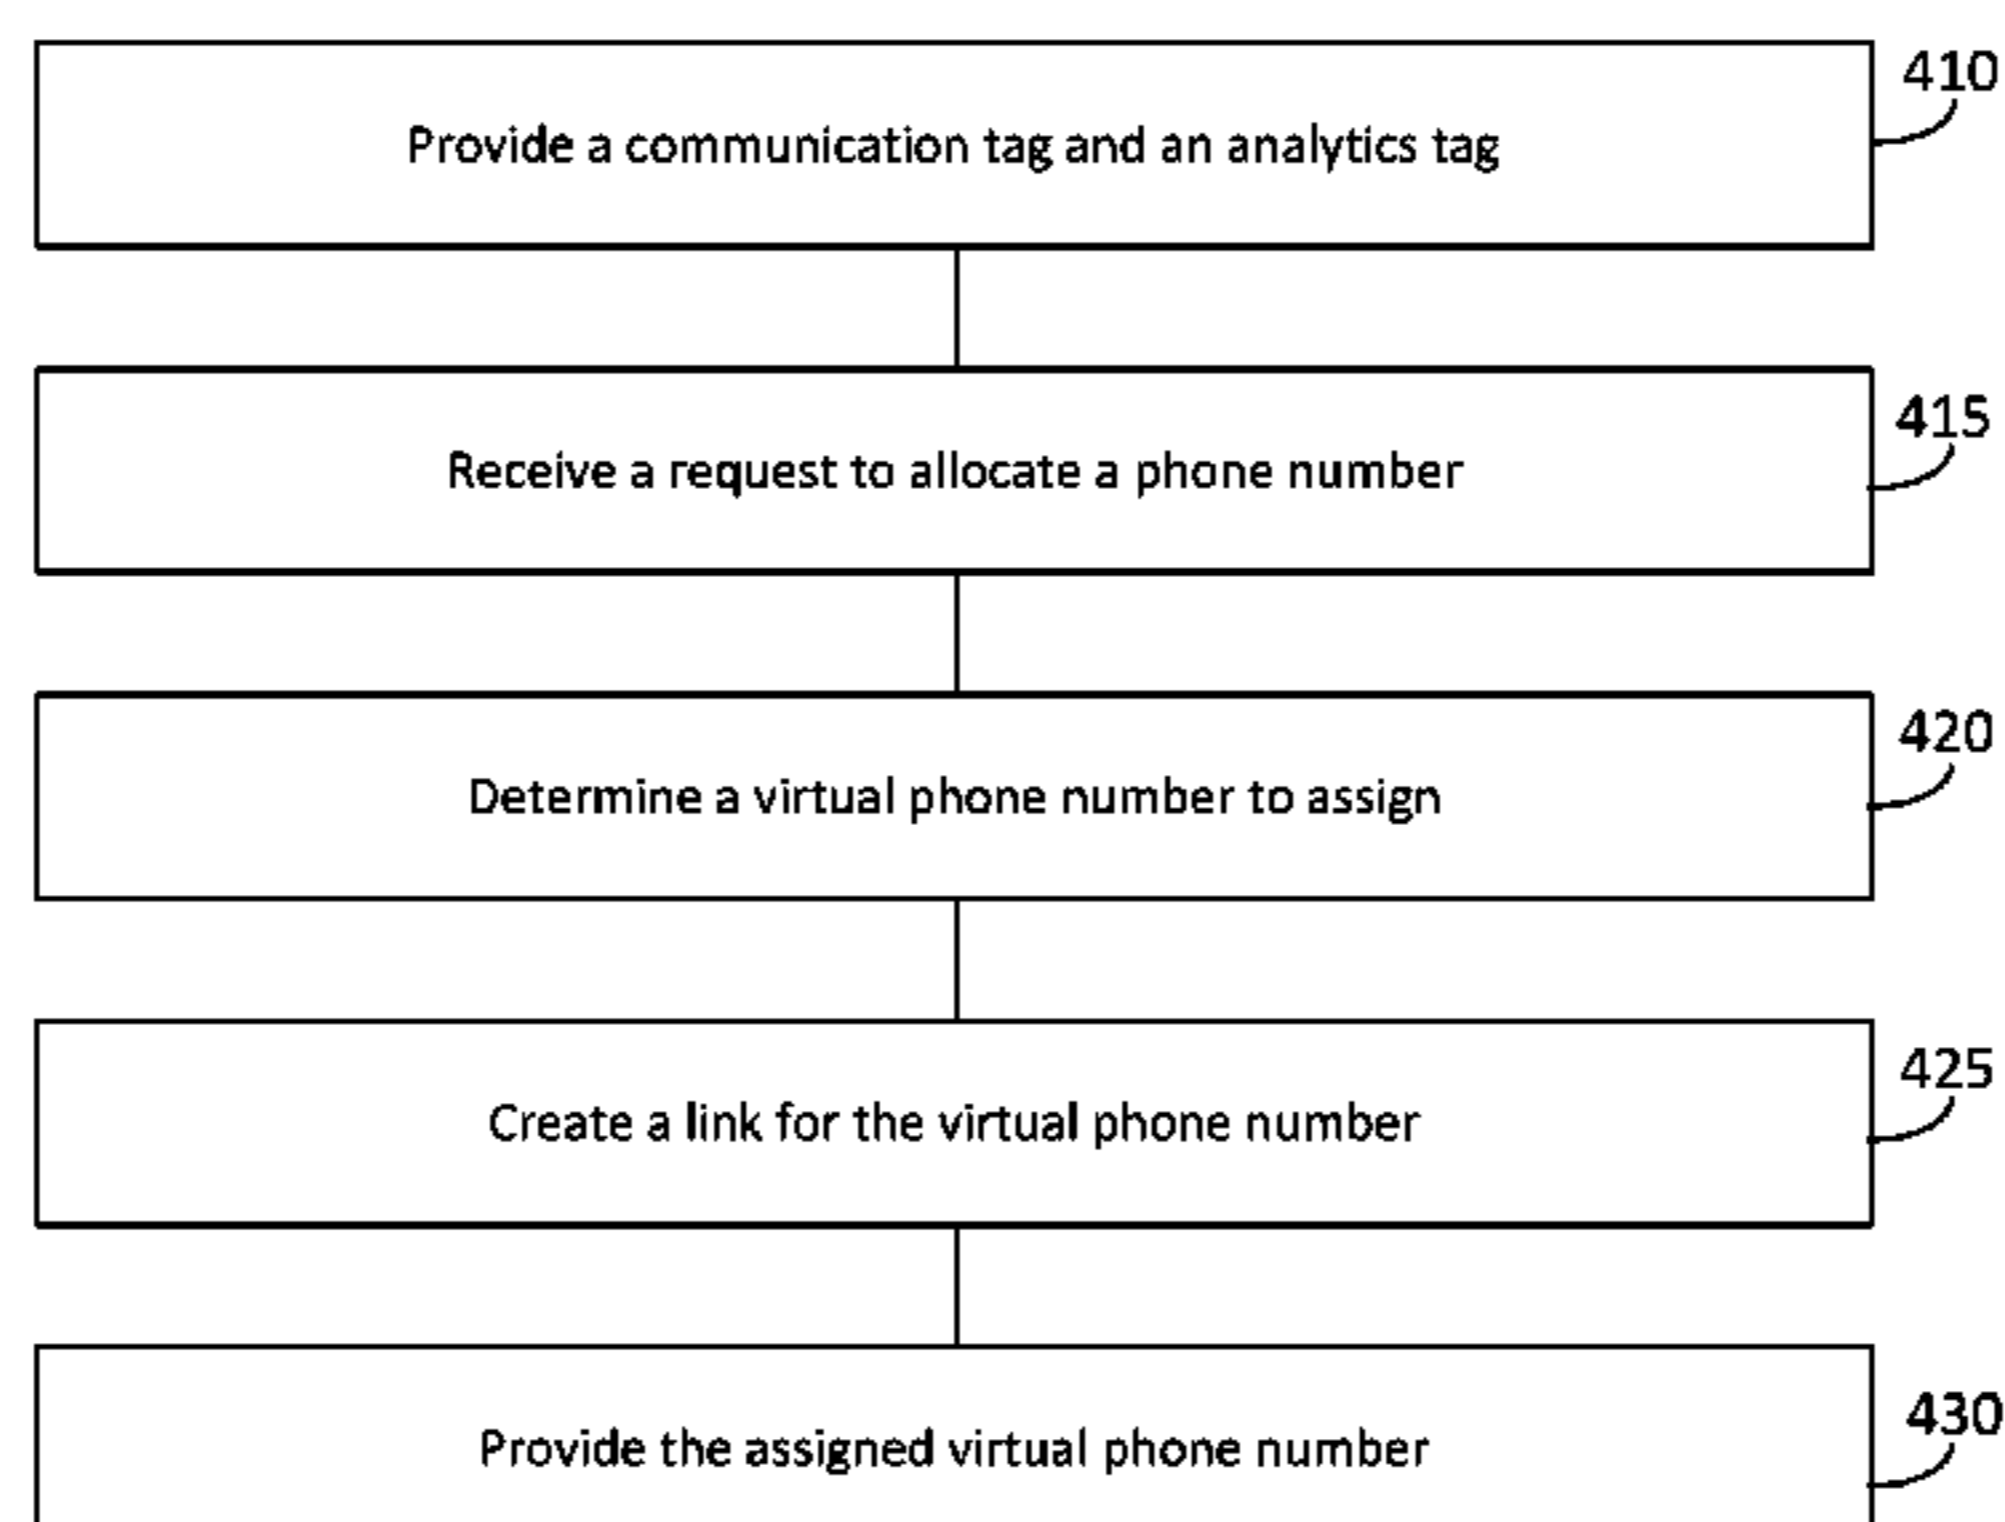 410
Provide a communication tag and an analytics tag
415
Receive a request to allocate a phone number
420
Determine a virtual phone number to assign
425
Create a link for the virtual phone number
430
Provide the assigned virtual phone number